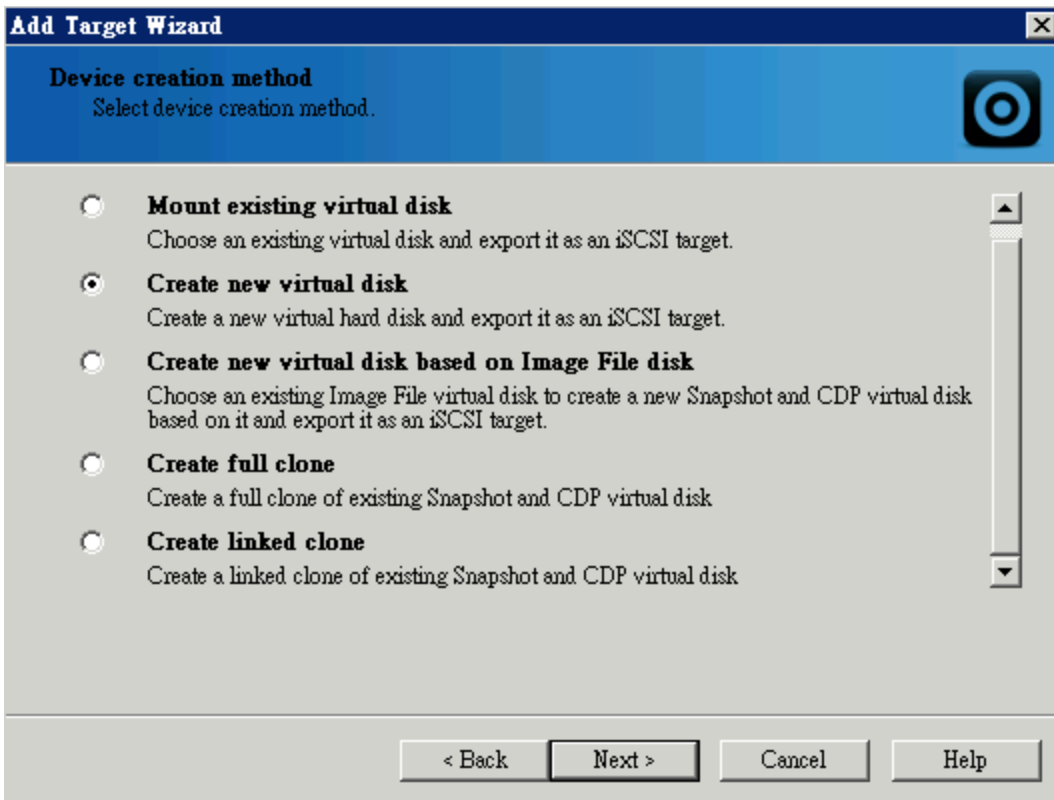 Add Target Wizard
Device creation method
Select device creation method.
Mount existing virtual disk
Choose an existing virtual disk and export it as an iSCSI target.
Create new virtual disk
Create a new virtual hard disk and export it as an iSCSI target.
Create new virtual disk based on Image File disk
Choose an existing Image File virtual disk to create a new Snapshot and CDP virtual disk
based on it and export it as an iSCSI target.
Create full clone
Create a full clone of existing Snapshot and CDP virtual disk
Create linked clone
Create a linked clone of existing Snapshot and CDP virtual disk
< Back
Next >
Cancel
Help